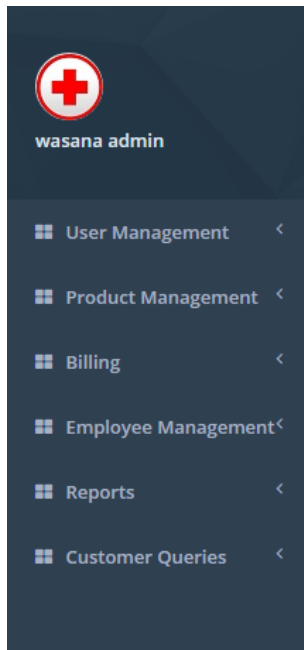 wasana admin
User Management
Product Management
Billing
Employee Management
Reports
Customer Queries